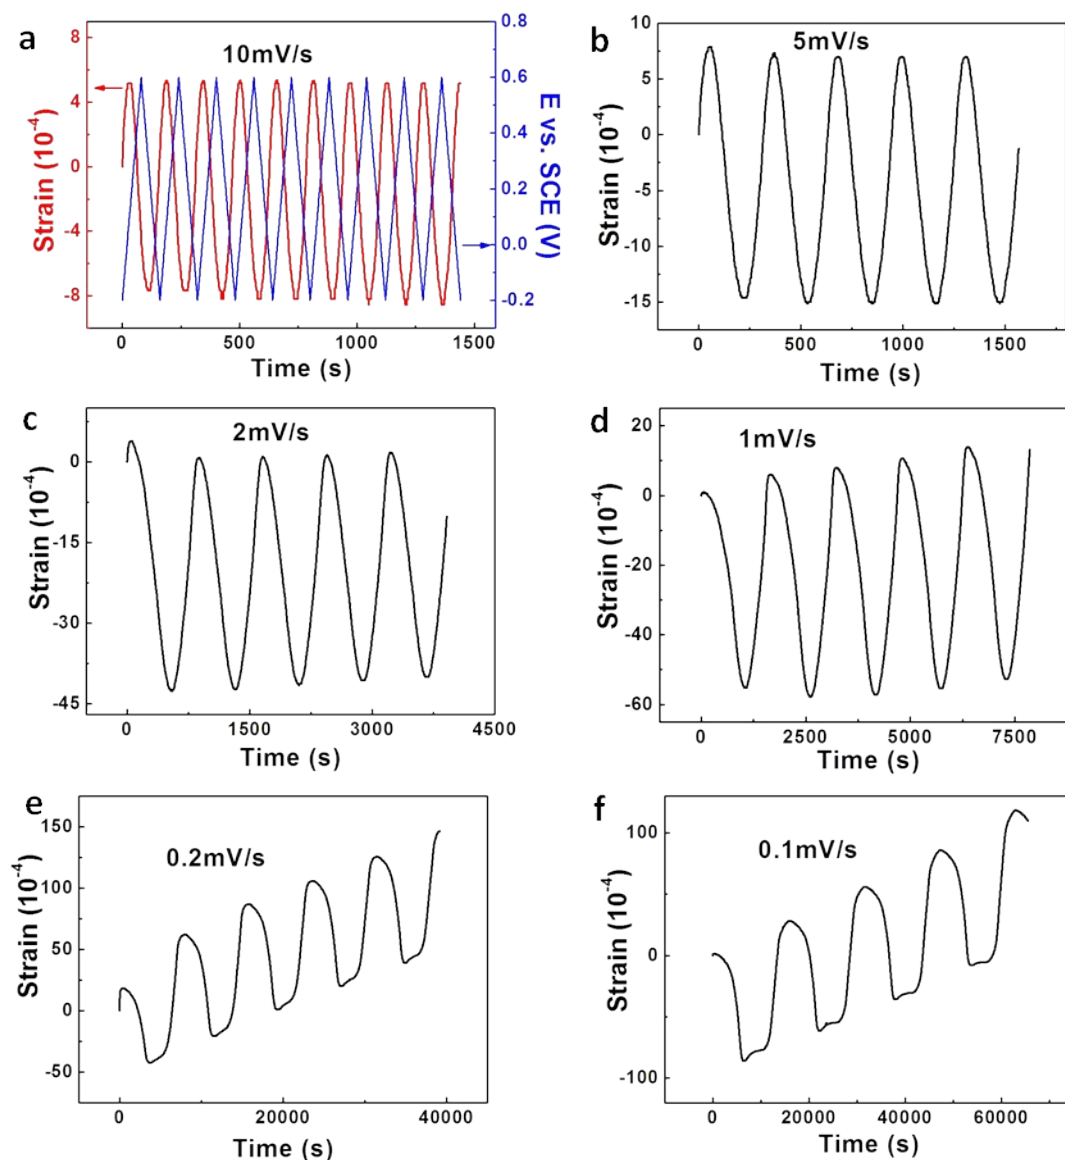 a
10mV/s
8
4
0
-4
-8
Strain (10⁻⁴)
0.8
0.6
0.4
0.2
0.0
-0.2
E vs. SCE (V)
0 500 1000 1500
Time (s)
b
5mV/s
10
5
0
-5
-10
-15
Strain (10⁻⁴)
0 500 1000 1500
Time (s)
c
2mV/s
0
-15
-30
-45
Strain (10⁻⁴)
0 1500 3000 4500
Time (s)
d
1mV/s
20
0
-20
-40
-60
Strain (10⁻⁴)
0 2500 5000 7500
Time (s)
e
0.2mV/s
150
100
50
0
-50
Strain (10⁻⁴)
0 20000 40000
Time (s)
f
0.1mV/s
100
0
-100
Strain (10⁻⁴)
0 20000 40000 60000
Time (s)